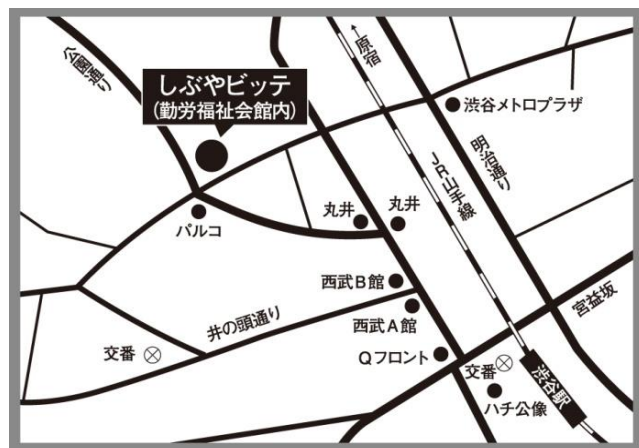 ←原宿
公園通り
しぶやビッテ
(勤労福祉会館内)
渋谷メトロプラザ
明治通り
JR山手線
丸井
丸井
パルコ
西武B館
井の頭通り
西武A館
宮益坂
交番
Qフロント
交番
渋谷駅
ハチ公像